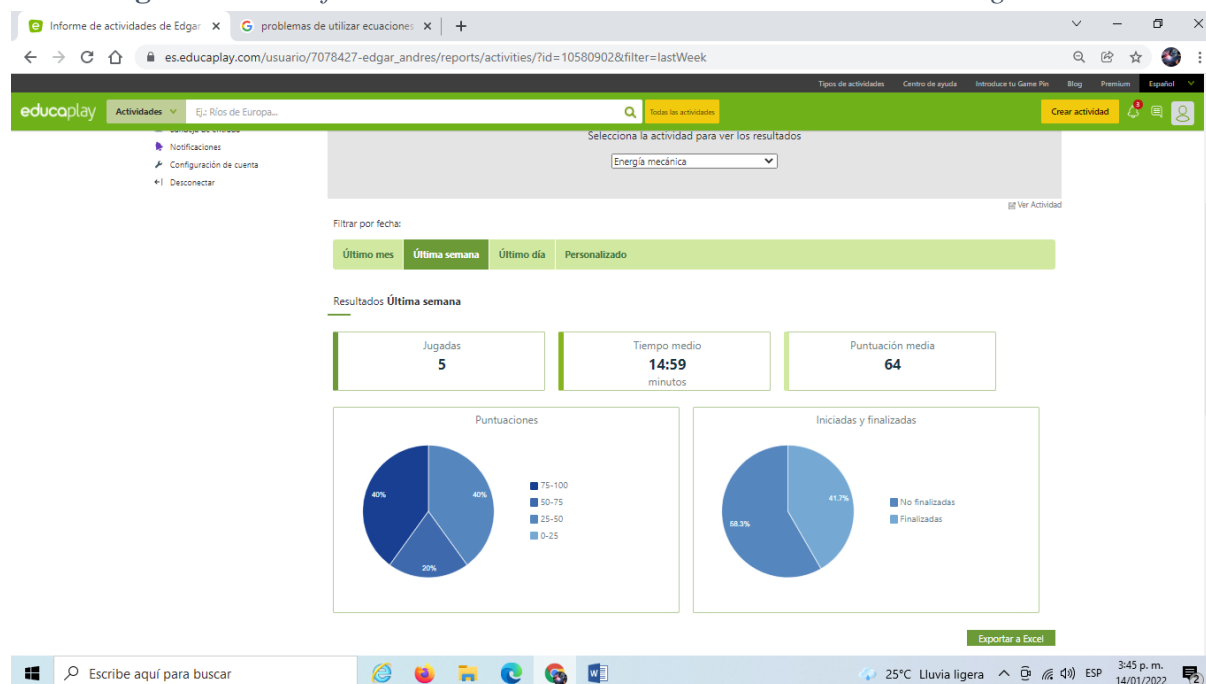 Informe de actividades de Edgar
problemas de utilizar ecuaciones
es.educaplay.com/usuario/7078427-edgar_andres/reports/activities/?id=10580902&filter=lastWeek
Tipos de actividades Centro de ayuda Introduce tu Game Pin Blog Premium Español
educaplay Actividades Ej.: Ríos de Europa... Todas las actividades Crear actividad 3
Notificaciones
Configuración de cuenta
Desconectar
Selecciona la actividad para ver los resultados
Energía mecánica
Ver Actividad
Filtrar por fecha:
Último mes Última semana Último día Personalizado
Resultados Última semana
Jugadas
5
Tiempo medio
14:59
minutos
Puntuación media
64
Puntuaciones
40%
40%
20%
75-100
50-75
25-50
0-25
Iniciadas y finalizadas
41.7%
58.3%
No finalizadas
Finalizadas
Exportar a Excel
Escribe aquí para buscar
25°C Lluvia ligera ESP 3:45 p. m.
14/01/2022 2